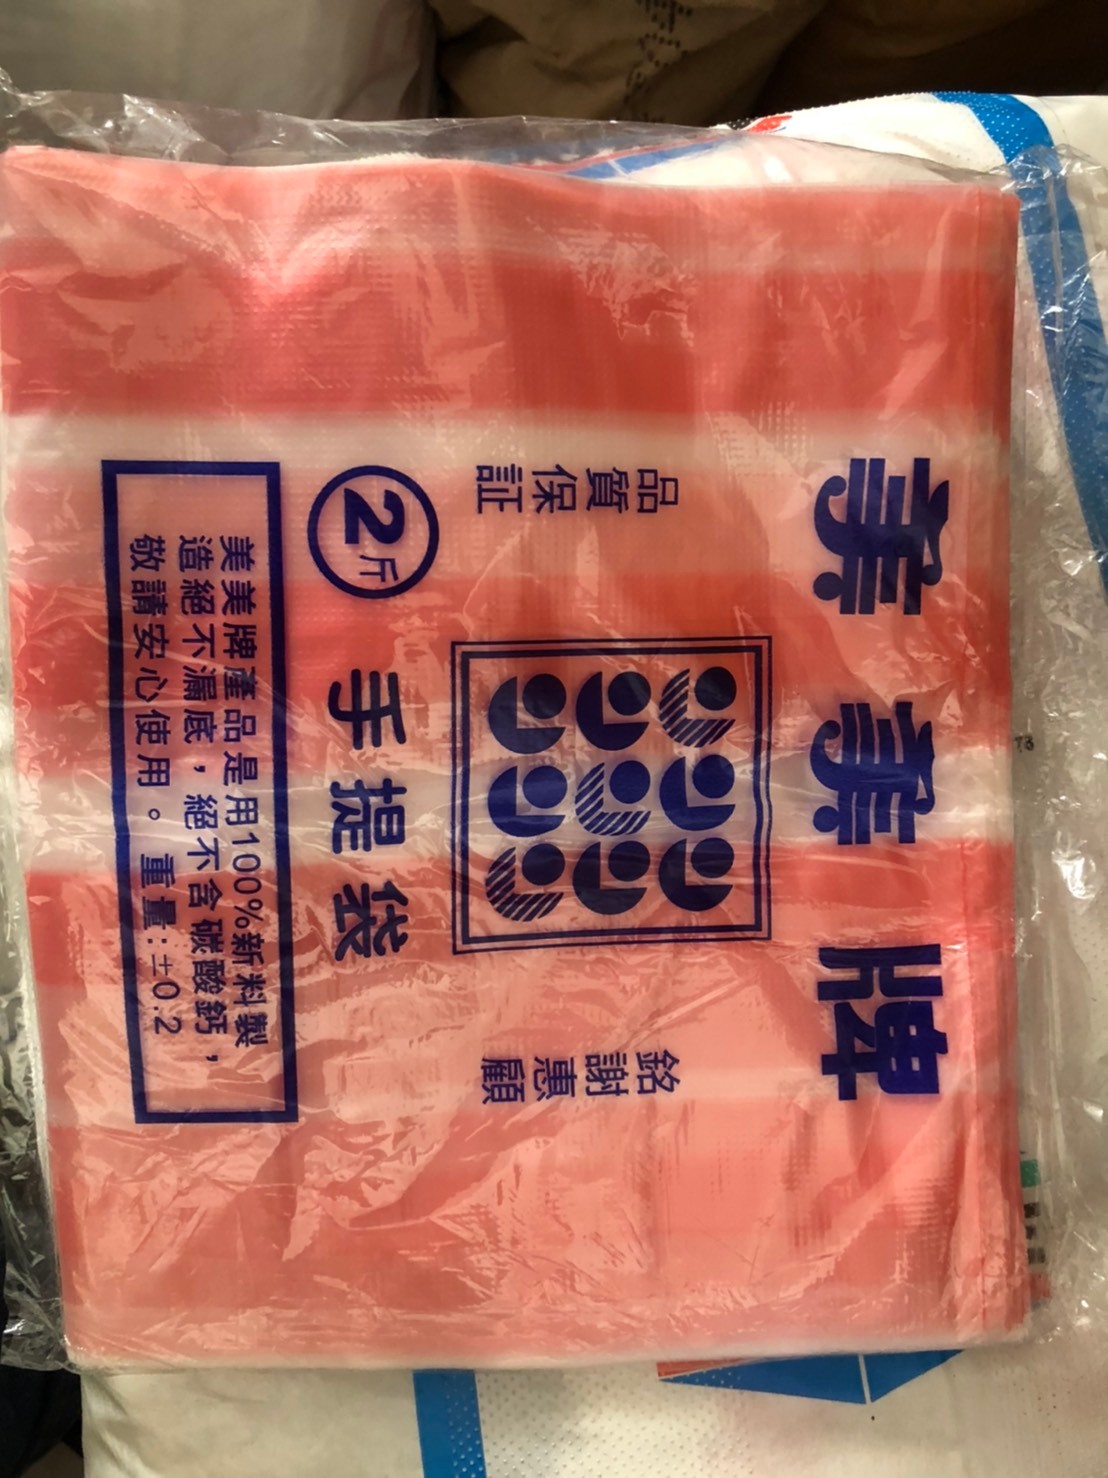 美美牌
品質保証
銘謝惠顧
2斤
手提袋
美美牌產品是用100%新料製
造絕不漏底，絕不含碳酸鈣，
敬請安心使用。重量:±0.2